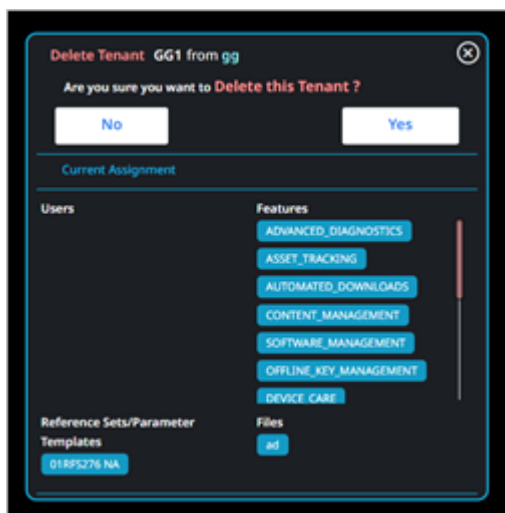 Delete Tenant GG1 from gg
Are you sure you want to Delete this Tenant ?
No
Yes
Current Assignment
Users
Features
ADVANCED_DIAGNOSTICS
ASSET_TRACKING
AUTOMATED_DOWNLOADS
CONTENT_MANAGEMENT
SOFTWARE_MANAGEMENT
OFFLINE_KEY_MANAGEMENT
DEVICE_CARE
Reference Sets/Parameter
Templates
01RFS276 NA
Files
ad